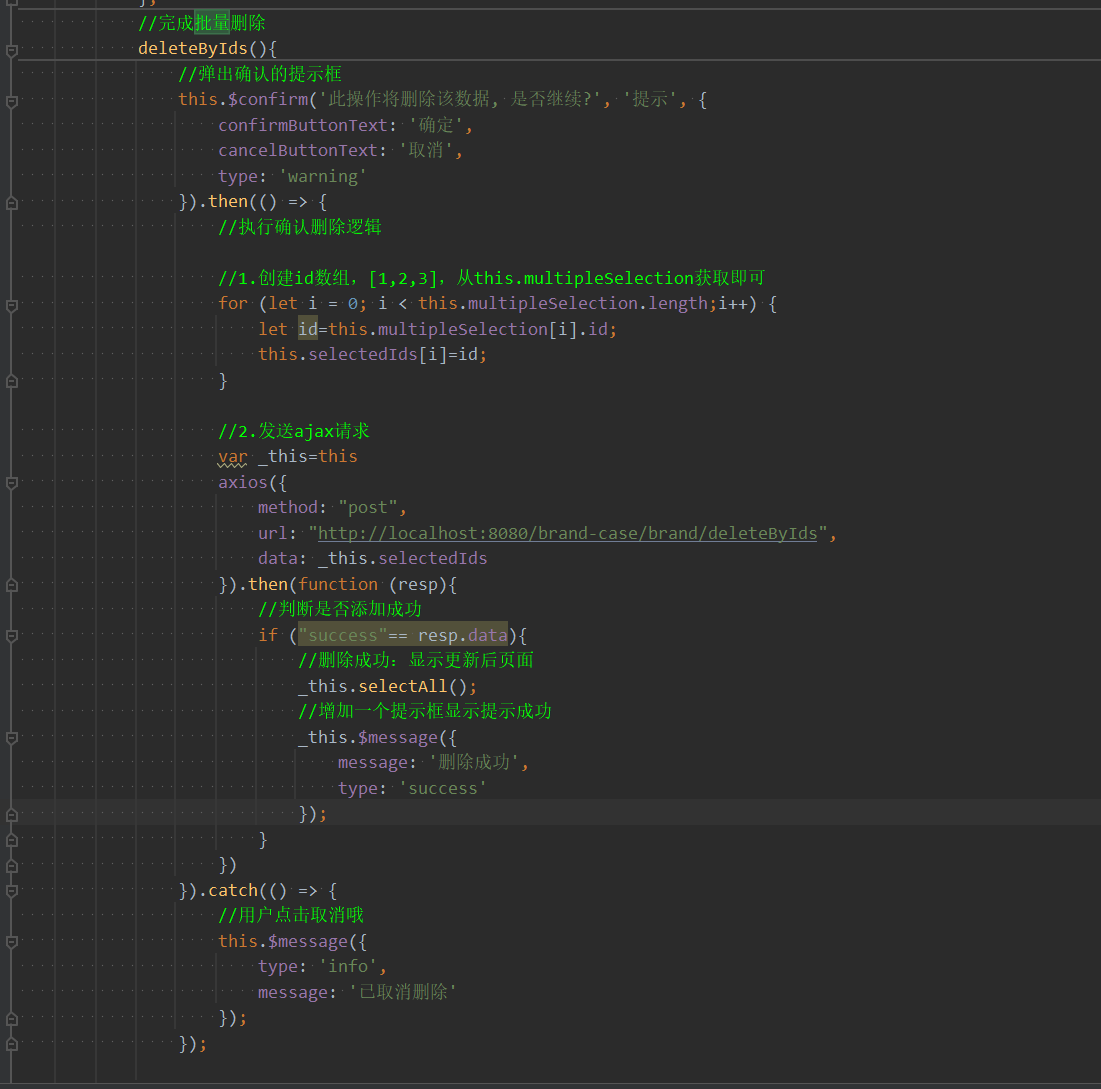 };
//完成批量删除
deleteByIds(){
//弹出确认的提示框
this.$confirm('此操作将删除该数据, 是否继续?', '提示', {
confirmButtonText: '确定',
cancelButtonText: '取消',
type: 'warning'
}).then(() => {
//执行确认删除逻辑
//1.创建id数组，[1,2,3]，从this.multipleSelection获取即可
for (let i = 0; i < this.multipleSelection.length;i++) {
let id=this.multipleSelection[i].id;
this.selectedIds[i]=id;
}
//2.发送ajax请求
var _this=this
axios({
method: "post",
url: "http://localhost:8080/brand-case/brand/deleteByIds",
data: _this.selectedIds
}).then(function (resp){
//判断是否添加成功
if ("success"== resp.data){
//删除成功：显示更新后页面
_this.selectAll();
//增加一个提示框显示提示成功
_this.$message({
message: '删除成功',
type: 'success'
});
}
})
}).catch(() => {
//用户点击取消哦
this.$message({
type: 'info',
message: '已取消删除'
});
});